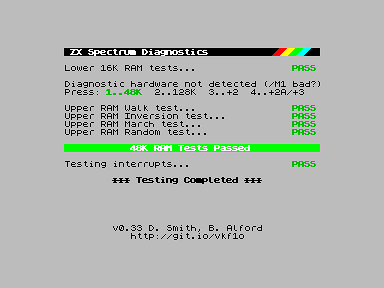 ZX Spectrum Diagnostics
Lower 16K RAM tests... PASS
Diagnostic hardware not detected (/M1 bad?)
Press: 1..48K 2..128K 3..+2 4..+2A/+3
Upper RAM Walk test... PASS
Upper RAM Inversion test... PASS
Upper RAM March test... PASS
Upper RAM Random test... PASS
48K RAM Tests Passed
Testing interrupts... PASS
*** Testing Completed ***
v0.33 D. Smith, B. Alford
http://git.io/vkf1o